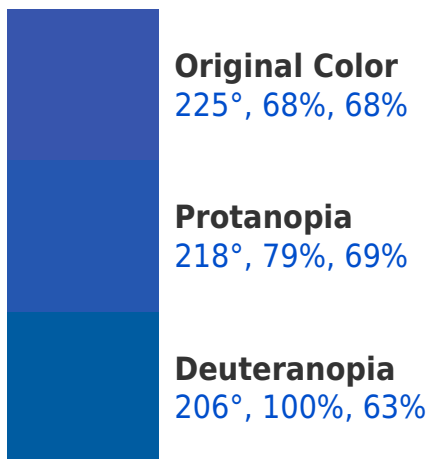 Original Color
225°, 68%, 68%
Protanopia
218°, 79%, 69%
Deuteranopia
206°, 100%, 63%